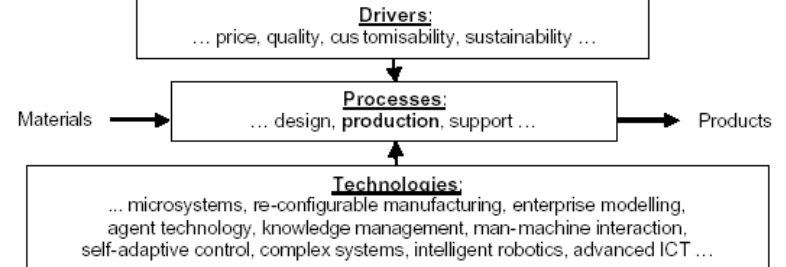 Drivers:
... price, quality, customisability, sustainability ...
Processes:
... design, production, support ...
Materials
Products
Technologies:
... microsystems, re-configurable manufacturing, enterprise modelling,
agent technology, knowledge management, man-machine interaction,
self-adaptive control, complex systems, intelligent robotics, advanced ICT ...